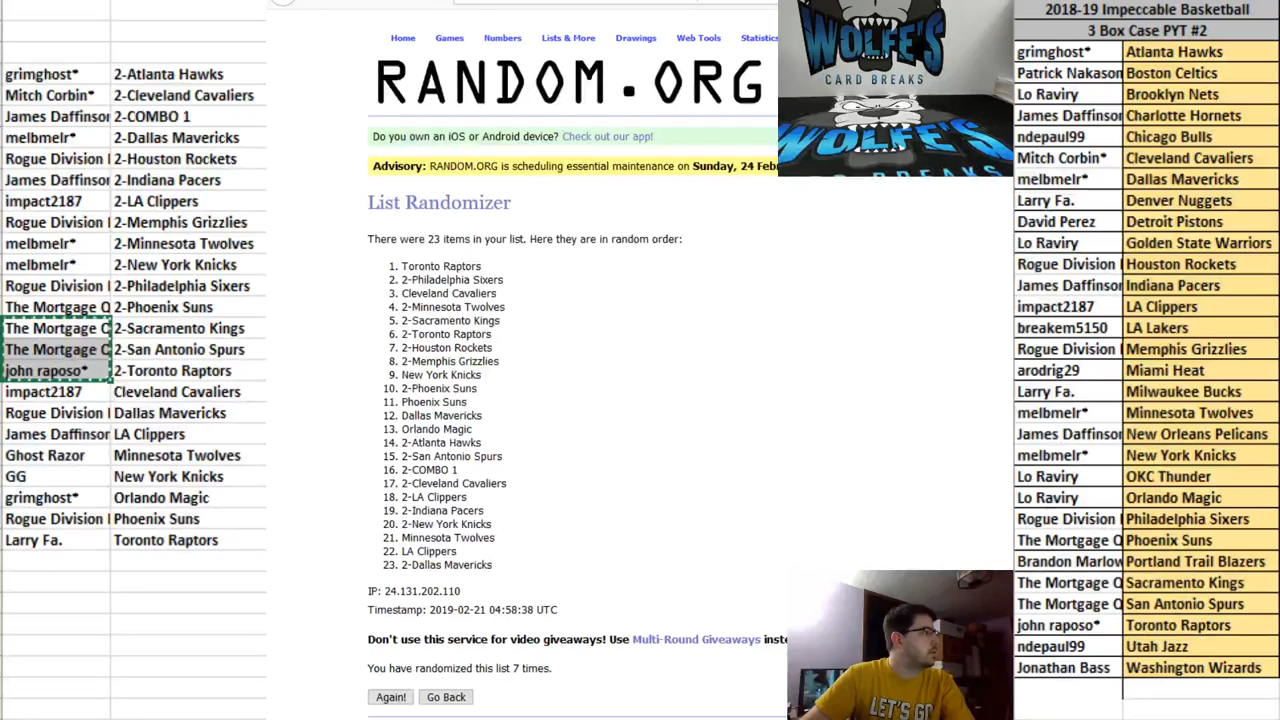 grimghost* 2-Atlanta Hawks
Mitch Corbin* 2-Cleveland Cavaliers
James Daffinson 2-COMBO 1
melbmelr* 2-Dallas Mavericks
Rogue Division 2-Houston Rockets
James Daffinson 2-Indiana Pacers
impact2187 2-LA Clippers
Rogue Division 2-Memphis Grizzlies
melbmelr* 2-Minnesota Twolves
melbmelr* 2-New York Knicks
Rogue Division 2-Philadelphia Sixers
The Mortgage 2-Phoenix Suns
The Mortgage 2-Sacramento Kings
The Mortgage 2-San Antonio Spurs
john raposo* 2-Toronto Raptors
impact2187 Cleveland Cavaliers
Rogue Division Dallas Mavericks
James Daffinson LA Clippers
Ghost Razor Minnesota Twolves
GG New York Knicks
grimghost* Orlando Magic
Rogue Division Phoenix Suns
Larry Fa. Toronto Raptors
Home Games Numbers Lists & More Drawings Web Tools Statistics
RANDOM.ORG
Do you own an iOS or Android device? Check out our app!
Advisory: RANDOM.ORG is scheduling essential maintenance on Sunday, 24
List Randomizer
There were 23 items in your list. Here they are in random order:
1. Toronto Raptors
2. 2-Philadelphia Sixers
3. Cleveland Cavaliers
4. 2-Minnesota Twolves
5. 2-Sacramento Kings
6. 2-Toronto Raptors
7. 2-Houston Rockets
8. 2-Memphis Grizzlies
9. New York Knicks
10. 2-Phoenix Suns
11. Phoenix Suns
12. Dallas Mavericks
13. Orlando Magic
14. 2-Atlanta Hawks
15. 2-San Antonio Spurs
16. 2-COMBO 1
17. 2-Cleveland Cavaliers
18. 2-LA Clippers
19. 2-Indiana Pacers
20. 2-New York Knicks
21. Minnesota Twolves
22. LA Clippers
23. 2-Dallas Mavericks
IP: 24.131.202.110
Timestamp: 2019-02-21 04:58:38 UTC
Don't use this service for video giveaways! Use Multi-Round Giveaways
You have randomized this list 7 times.
Again! Go Back
WOLFE'S
CARD BREAKS
WOLFE'S
CARD BREAKS
LET'S GO
2018-19 Impeccable Basketball
3 Box Case PYT #2
grimghost* Atlanta Hawks
Patrick Nakason Boston Celtics
Lo Raviry Brooklyn Nets
James Daffinson Charlotte Hornets
ndepaul99 Chicago Bulls
Mitch Corbin* Cleveland Cavaliers
melbmelr* Dallas Mavericks
Larry Fa. Denver Nuggets
David Perez Detroit Pistons
Lo Raviry Golden State Warriors
Rogue Division Houston Rockets
James Daffinson Indiana Pacers
impact2187 LA Clippers
breakem5150 LA Lakers
Rogue Division Memphis Grizzlies
arodrig29 Miami Heat
Larry Fa. Milwaukee Bucks
melbmelr* Minnesota Twolves
James Daffinson New Orleans Pelicans
melbmelr* New York Knicks
Lo Raviry OKC Thunder
Lo Raviry Orlando Magic
Rogue Division Philadelphia Sixers
The Mortgage Phoenix Suns
Brandon Marlow Portland Trail Blazers
The Mortgage Sacramento Kings
The Mortgage San Antonio Spurs
john raposo* Toronto Raptors
ndepaul99 Utah Jazz
Jonathan Bass Washington Wizards